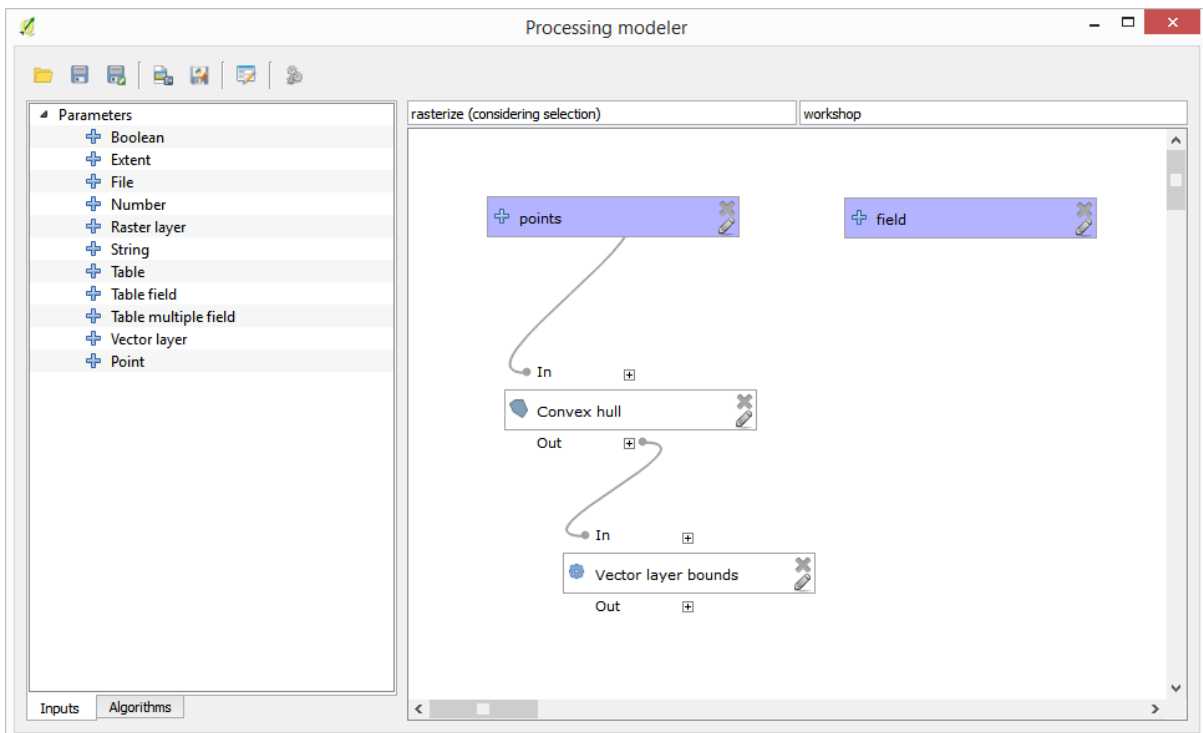 Processing modeler
Parameters
Boolean
Extent
File
Number
Raster layer
String
Table
Table field
Table multiple field
Vector layer
Point
Inputs
Algorithms
rasterize (considering selection)
workshop
points
field
In
Convex hull
Out
In
Vector layer bounds
Out